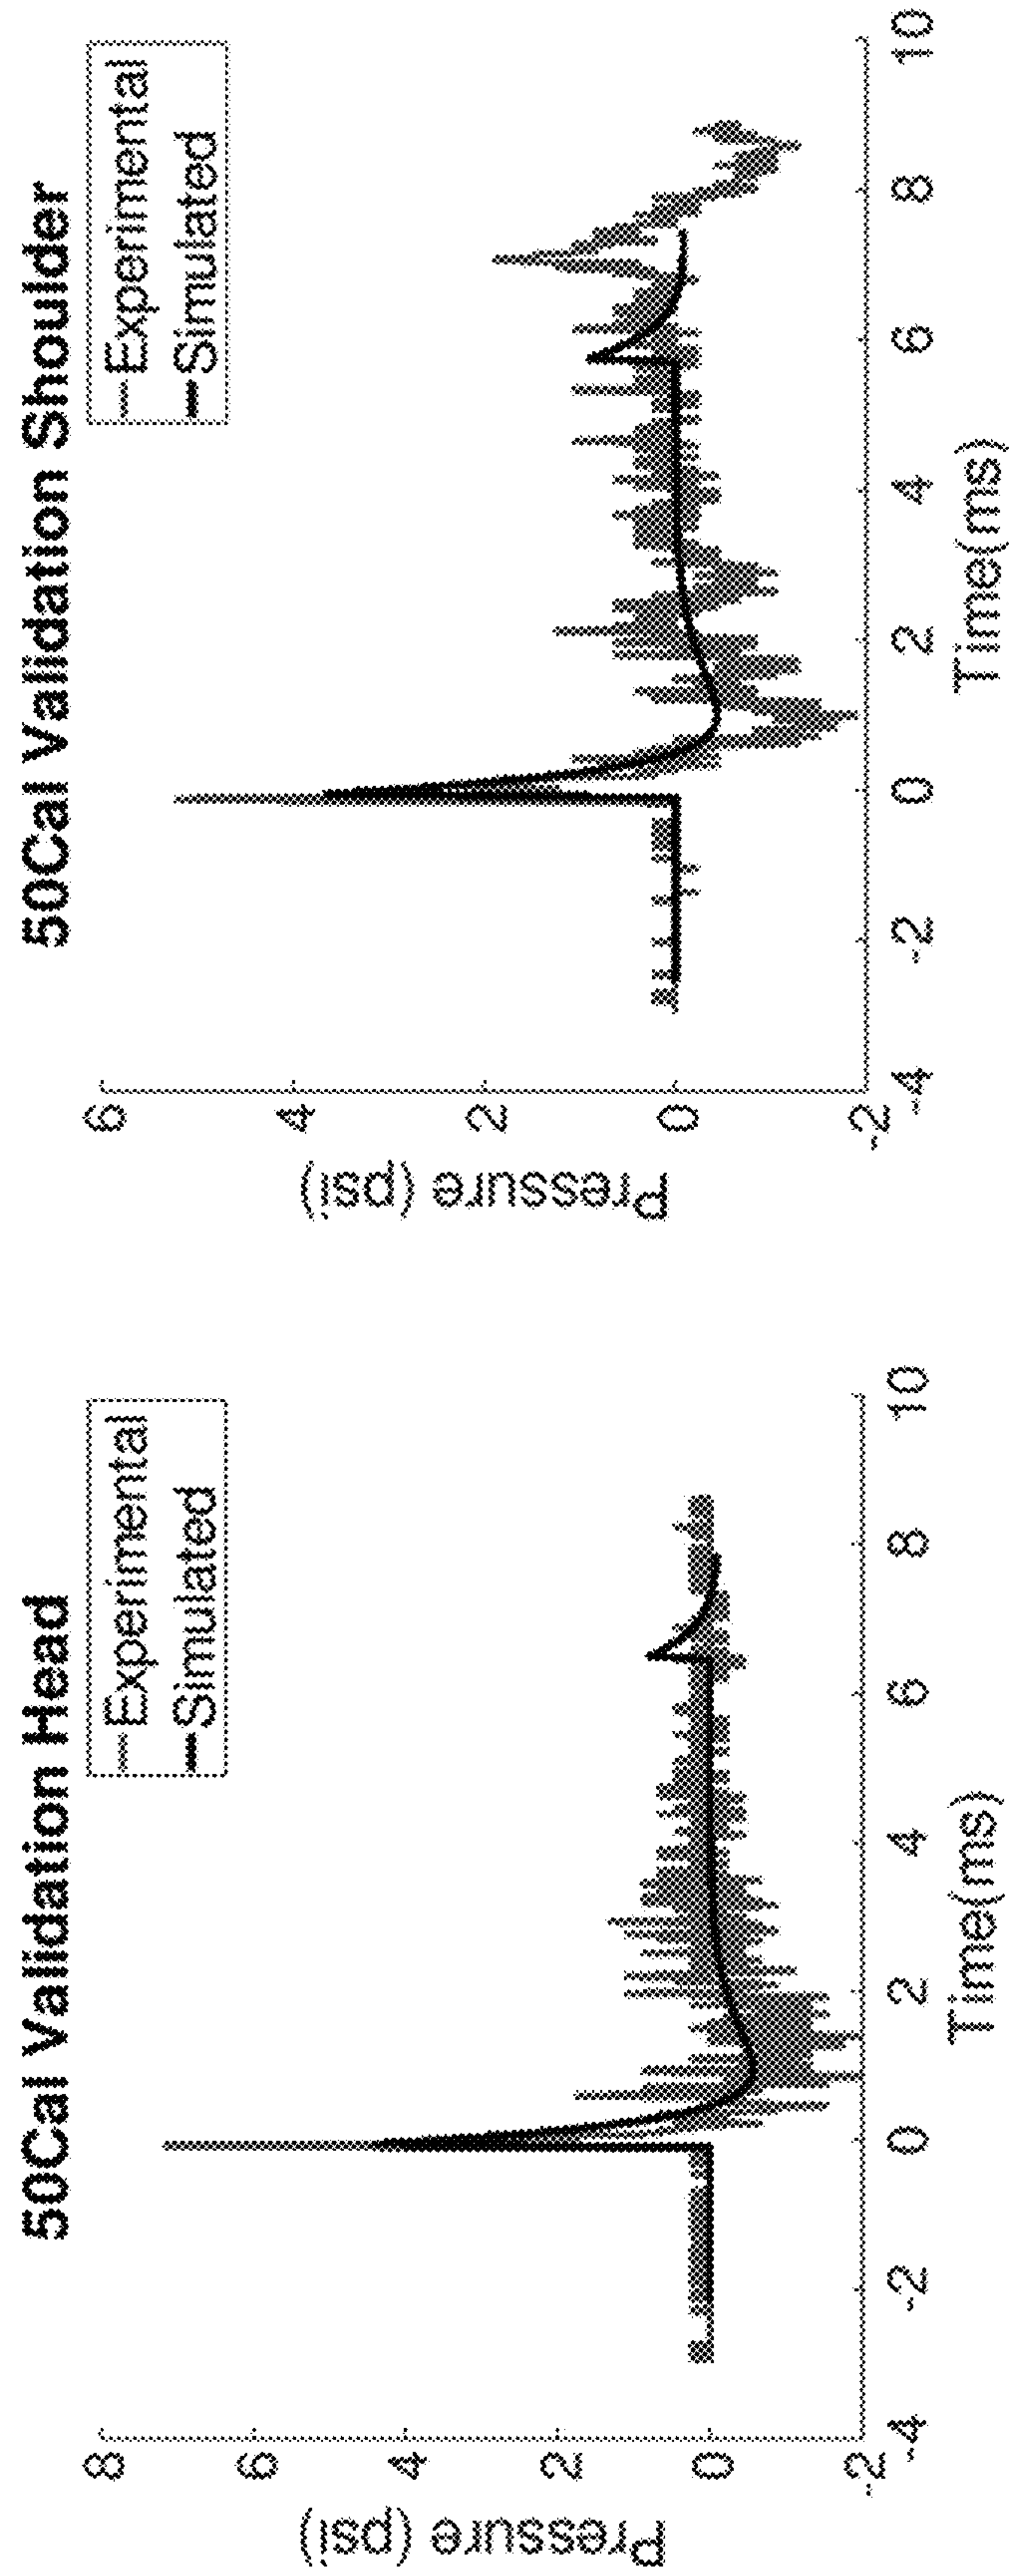 50Cal Validation Head
Experimental
Simulated
Pressure (psi)
8
6
4
2
0
-2
-4
-2
0
2
4
6
8
10
Time(ms)
50Cal Validation Shoulder
Experimental
Simulated
Pressure (psi)
6
4
2
0
-2
-4
-2
0
2
4
6
8
10
Time(ms)